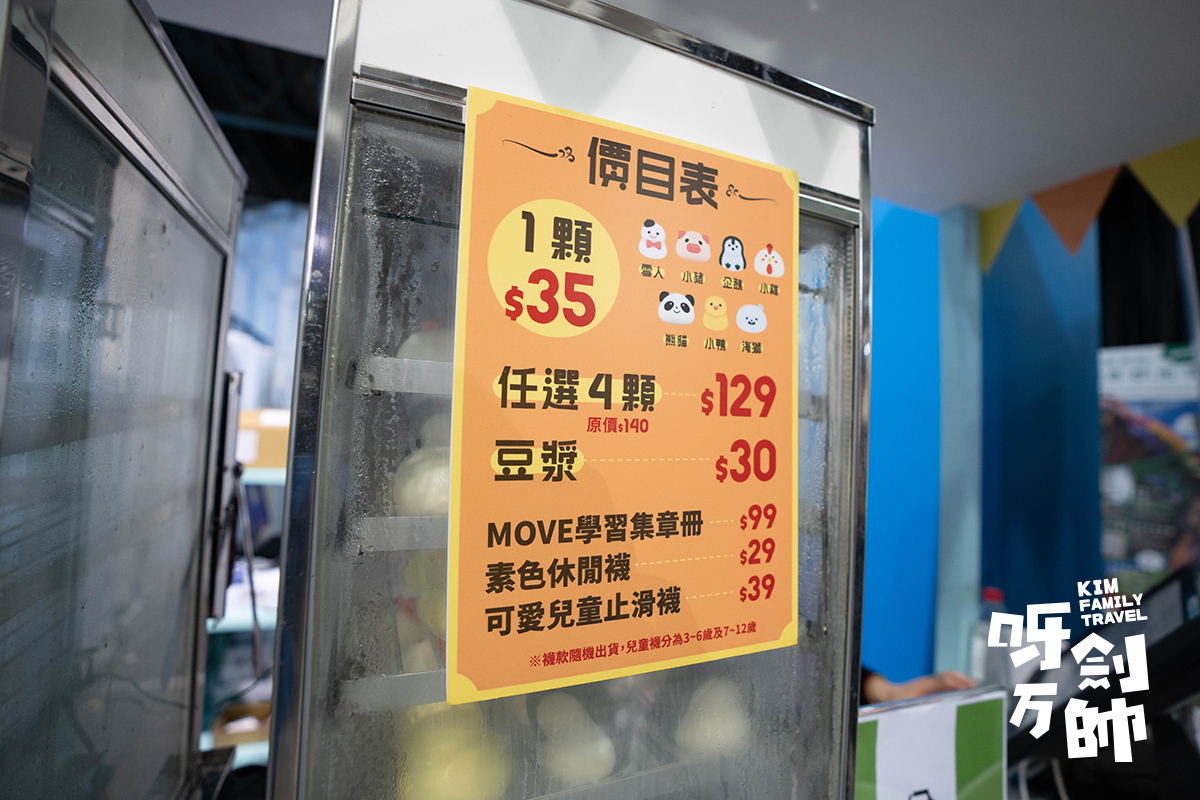 價目表
1顆
$35
雪人 小豬 企鵝 小雞
熊貓 小鴨 海獺
任選4顆 $129
原價$140
豆漿 $30
MOVE學習集章冊 $99
素色休閒襪 $29
可愛兒童止滑襪 $39
※襪款隨機出貨,兒童襪分為3~6歲及7~12歲
KIM
FAMILY
TRAVEL
呀万劍帥